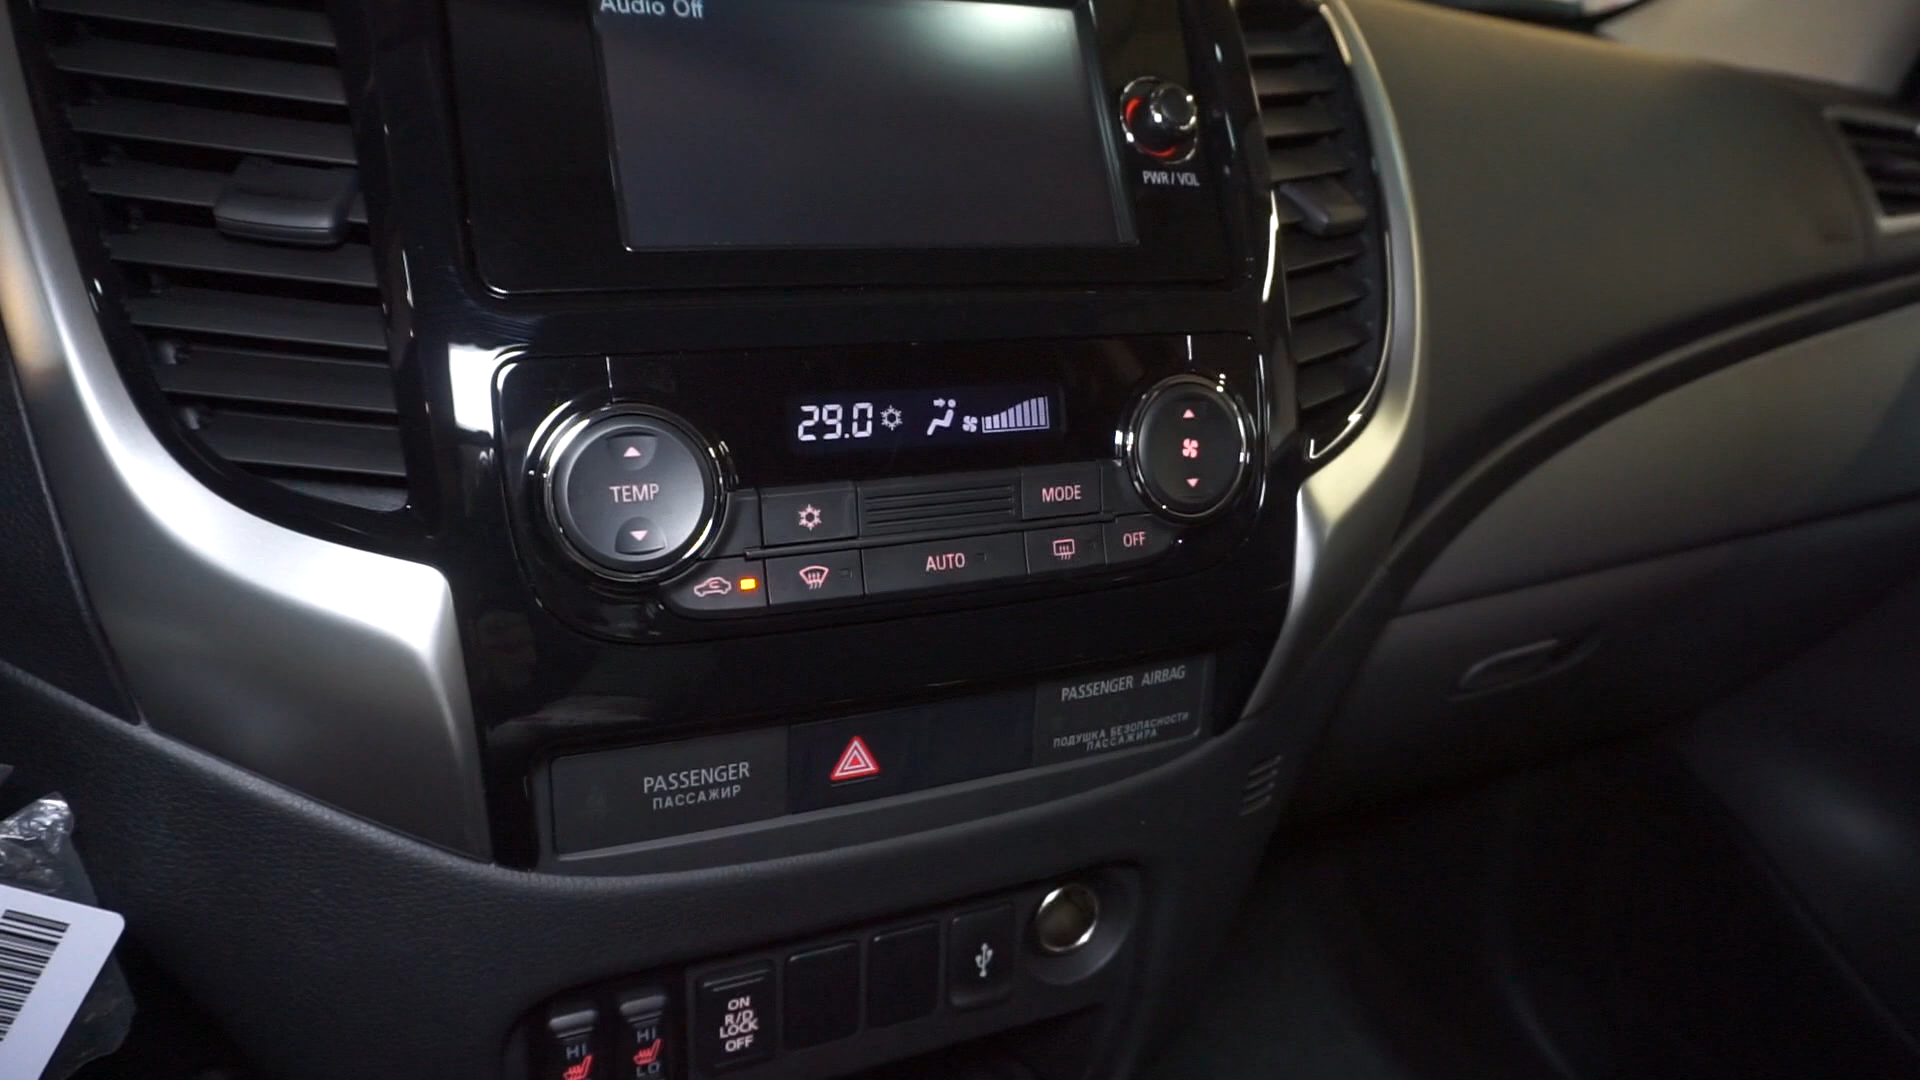 Audio Off
PWR / VOL
29.0
TEMP
MODE
AUTO
OFF
PASSENGER AIRBAG
ПОДУШКА БЕЗОПАСНОСТИ
ПАССАЖИРА
PASSENGER
ПАССАЖИР
ON
R/D
LOCK
OFF
HI
HI
LO